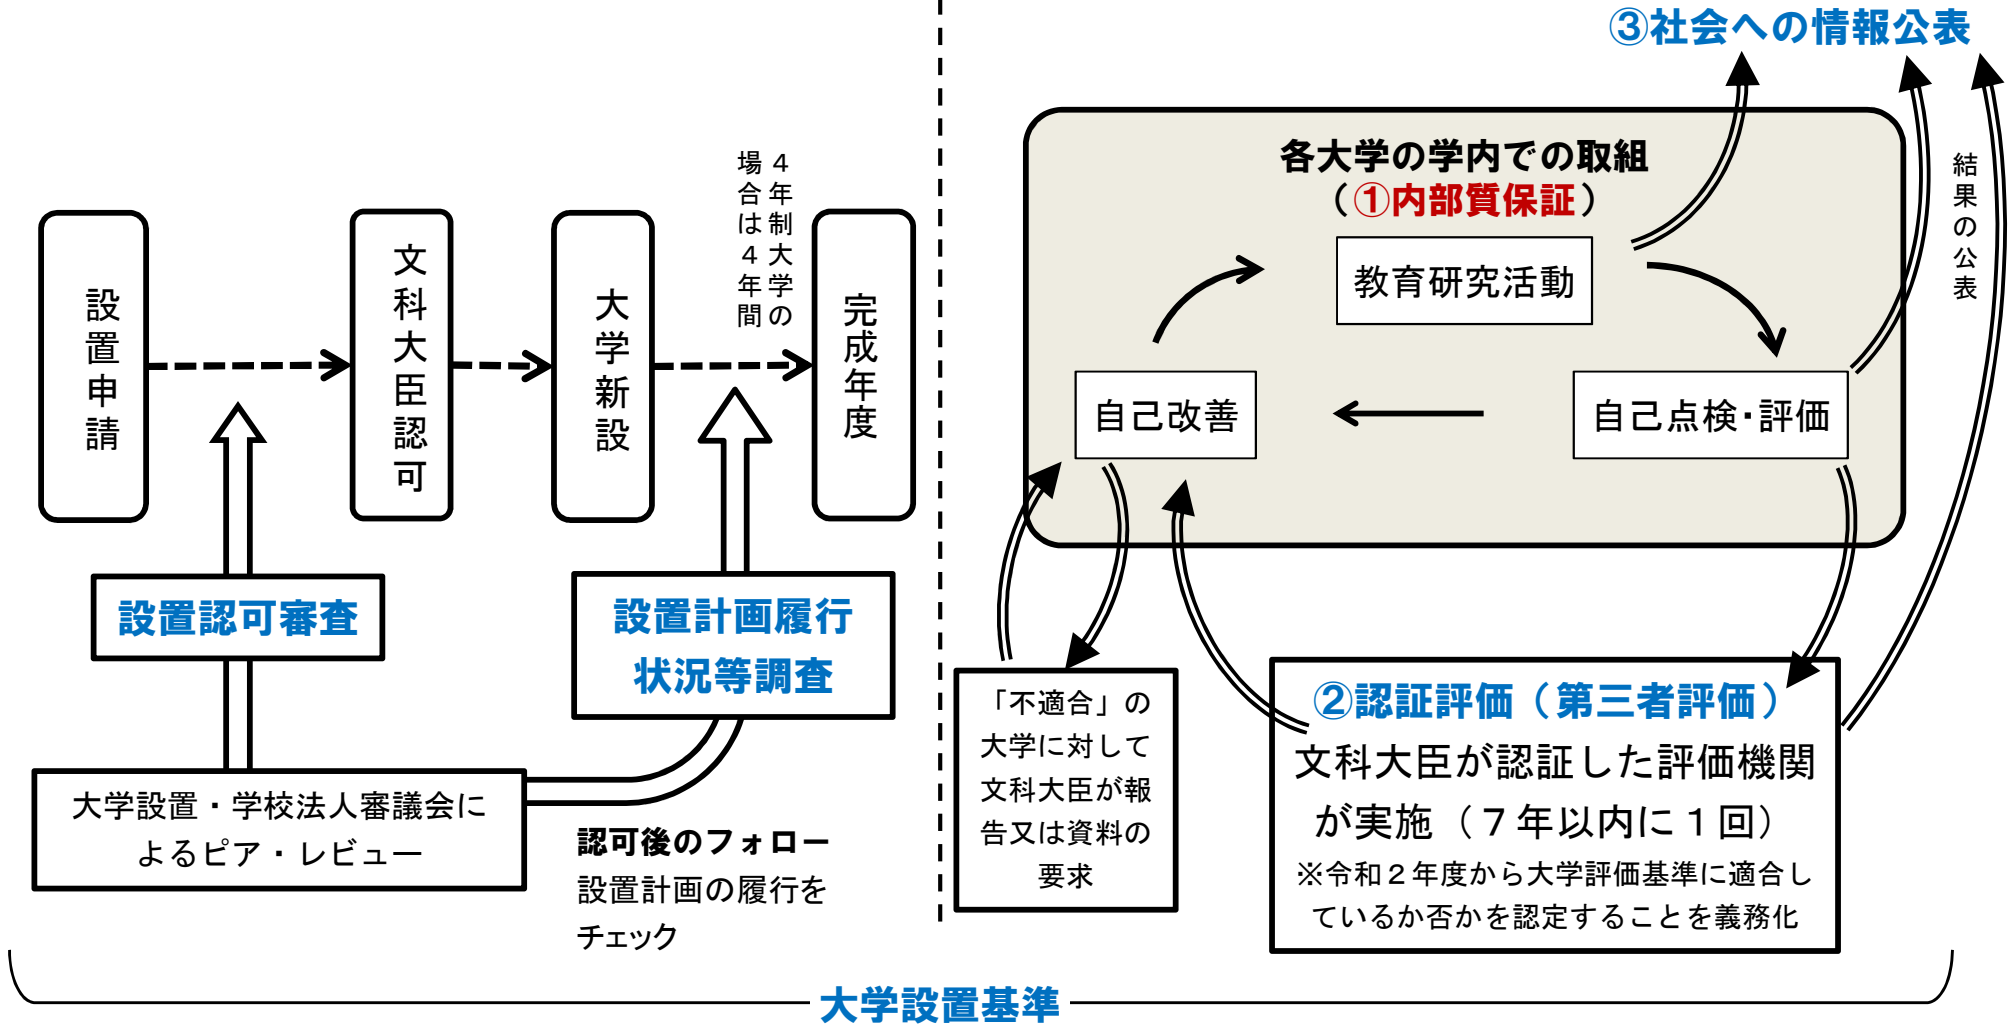 ③社会への情報公表
各大学の学内での取組
（①内部質保証）
教育研究活動
自己改善
自己点検・評価
結果の公表
４年制大学の
場合は４年間
設置申請
文科大臣認可
大学新設
完成年度
設置認可審査
設置計画履行
状況等調査
大学設置・学校法人審議会に
よるピア・レビュー
認可後のフォロー
設置計画の履行を
チェック
「不適合」の
大学に対して
文科大臣が報
告又は資料の
要求
②認証評価（第三者評価）
文科大臣が認証した評価機関
が実施（７年以内に１回）
※令和２年度から大学評価基準に適合し
ているか否かを認定することを義務化
大学設置基準